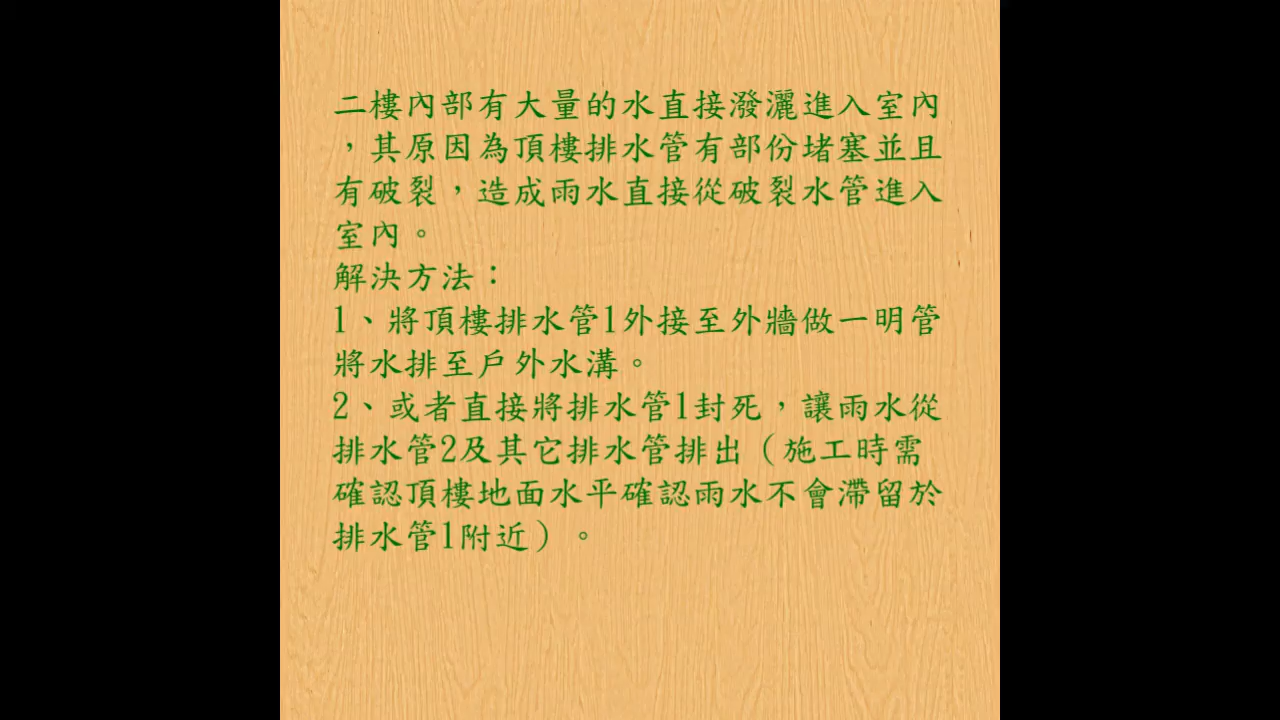 二樓內部有大量的水直接潑灑進入室內
，其原因為頂樓排水管有部份堵塞並且
有破裂，造成雨水直接從破裂水管進入
室內。
解決方法：
1、將頂樓排水管1外接至外牆做一明管
將水排至戶外水溝。
2、或者直接將排水管1封死，讓雨水從
排水管2及其它排水管排出（施工時需
確認頂樓地面水平確認雨水不會滯留於
排水管1附近）。